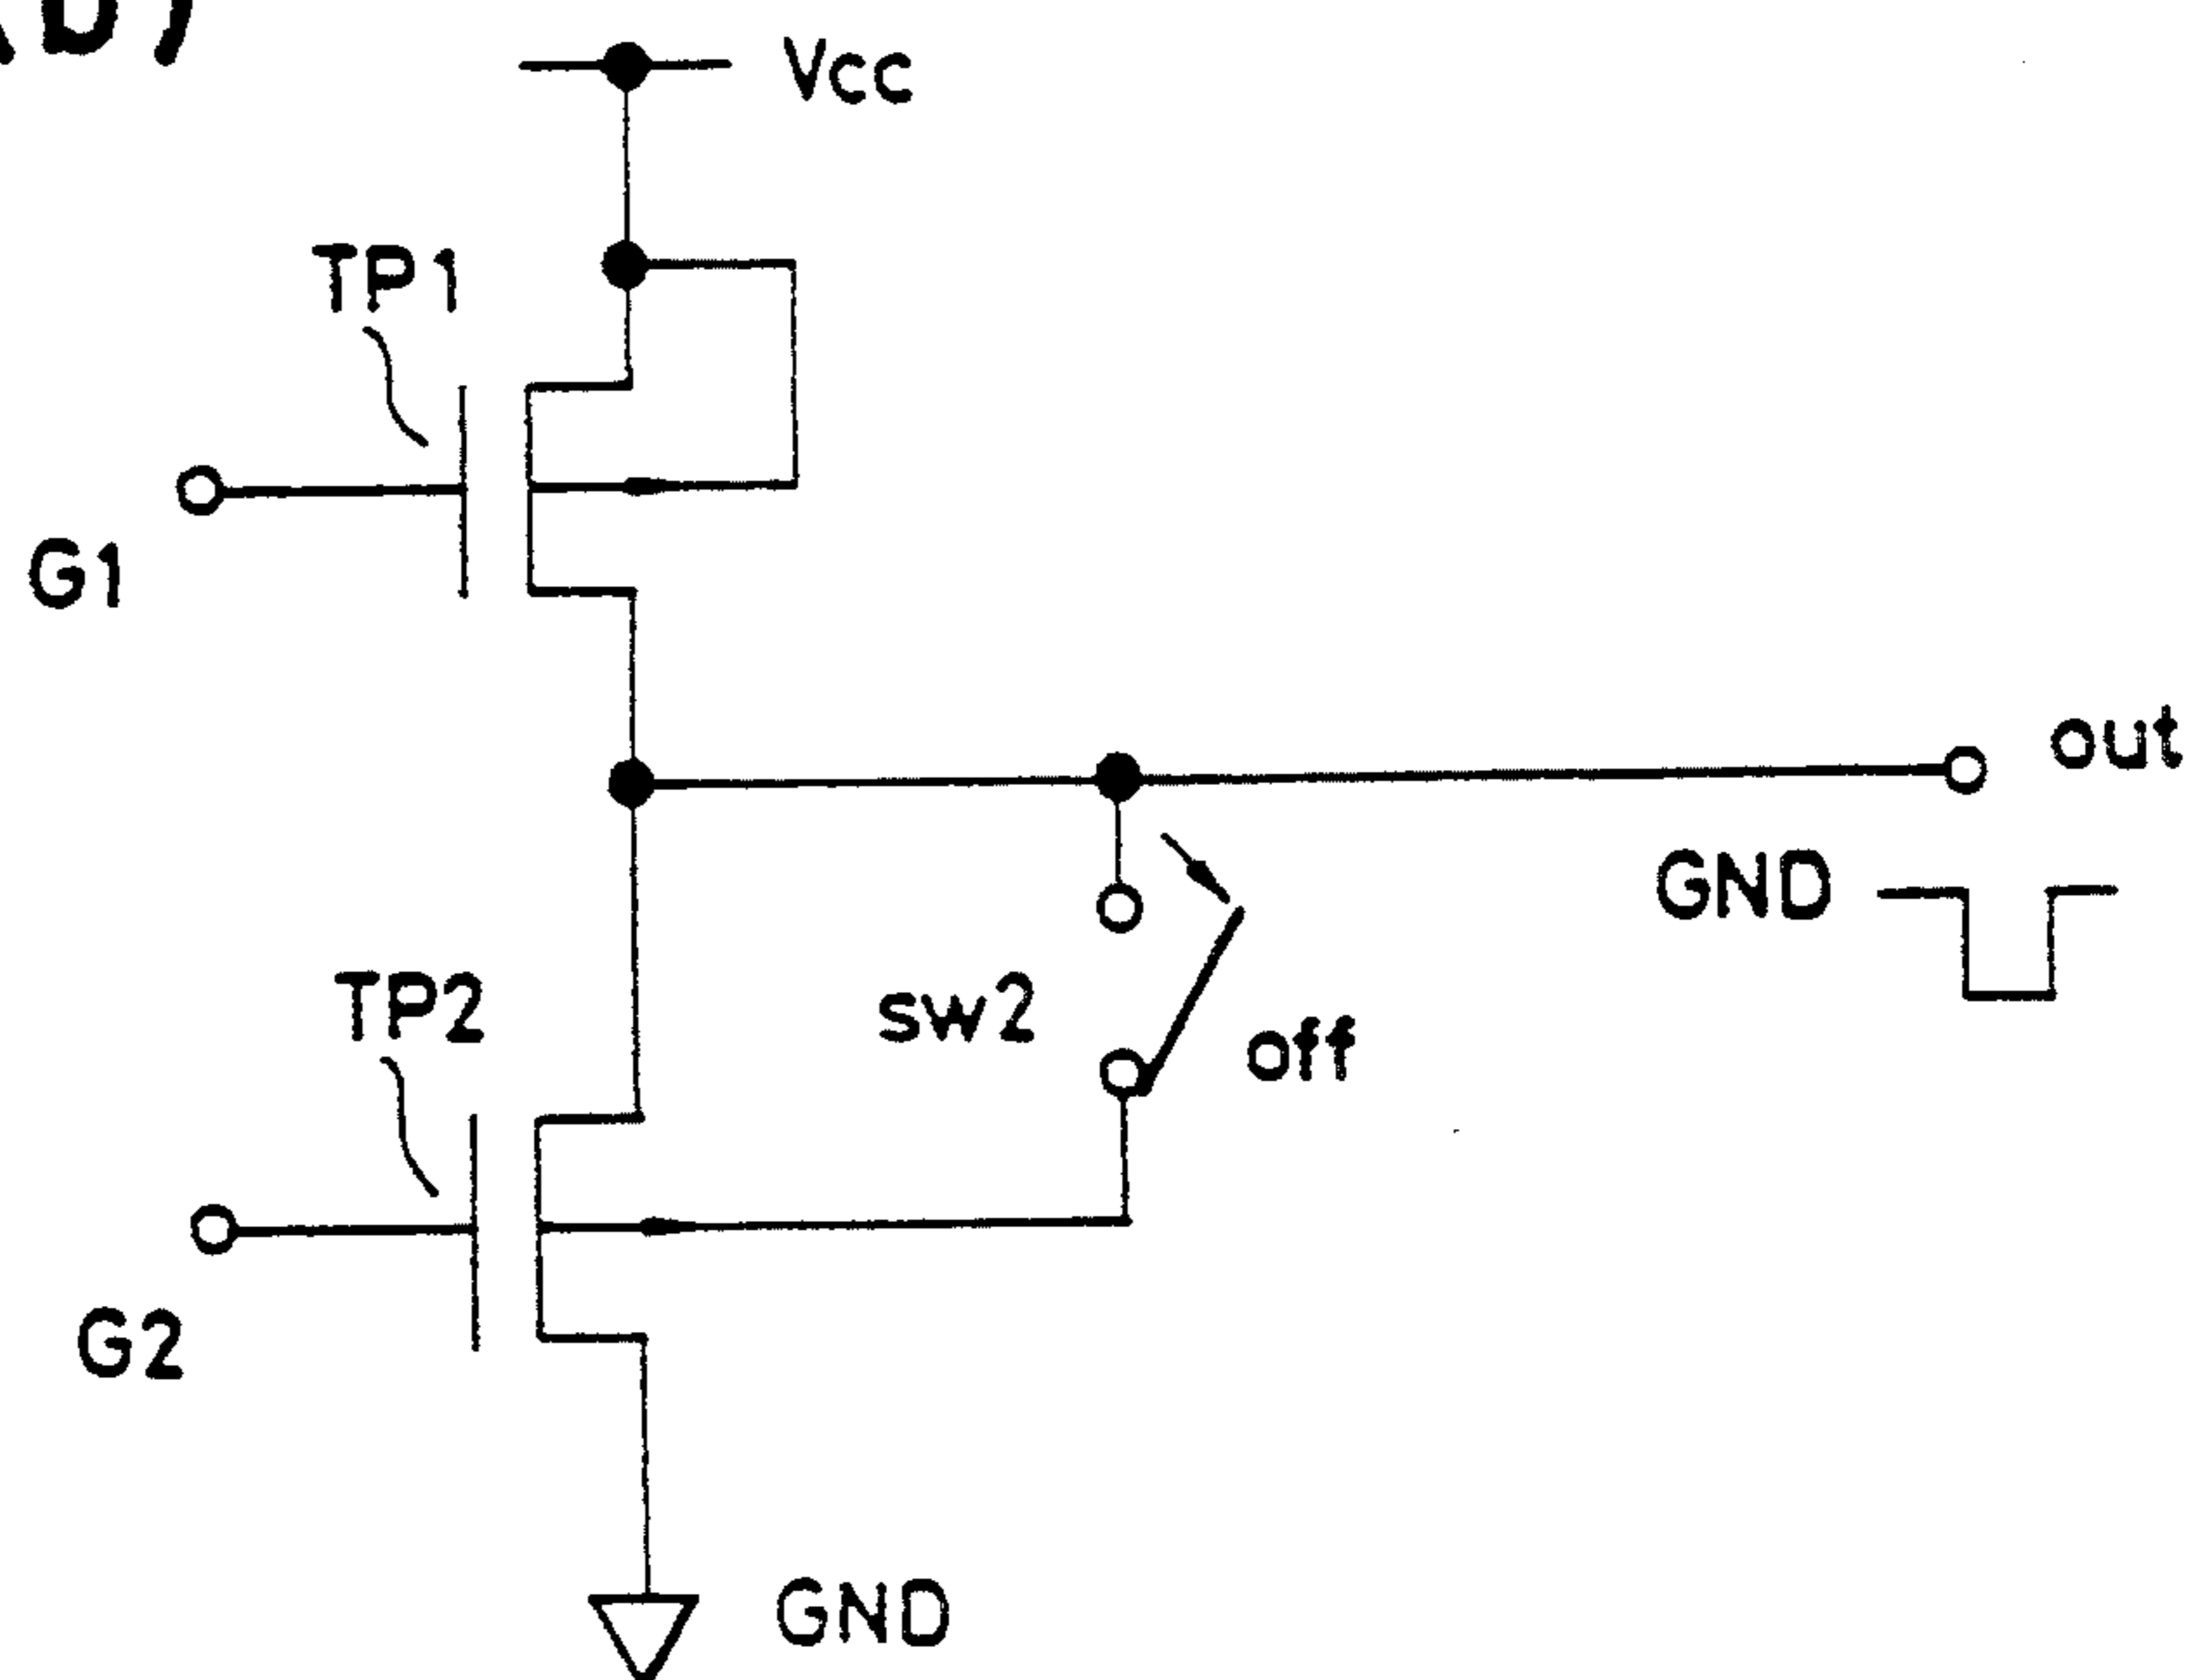 Vcc
TP1
G1
out
GND
TP2
sw2
off
G2
GND